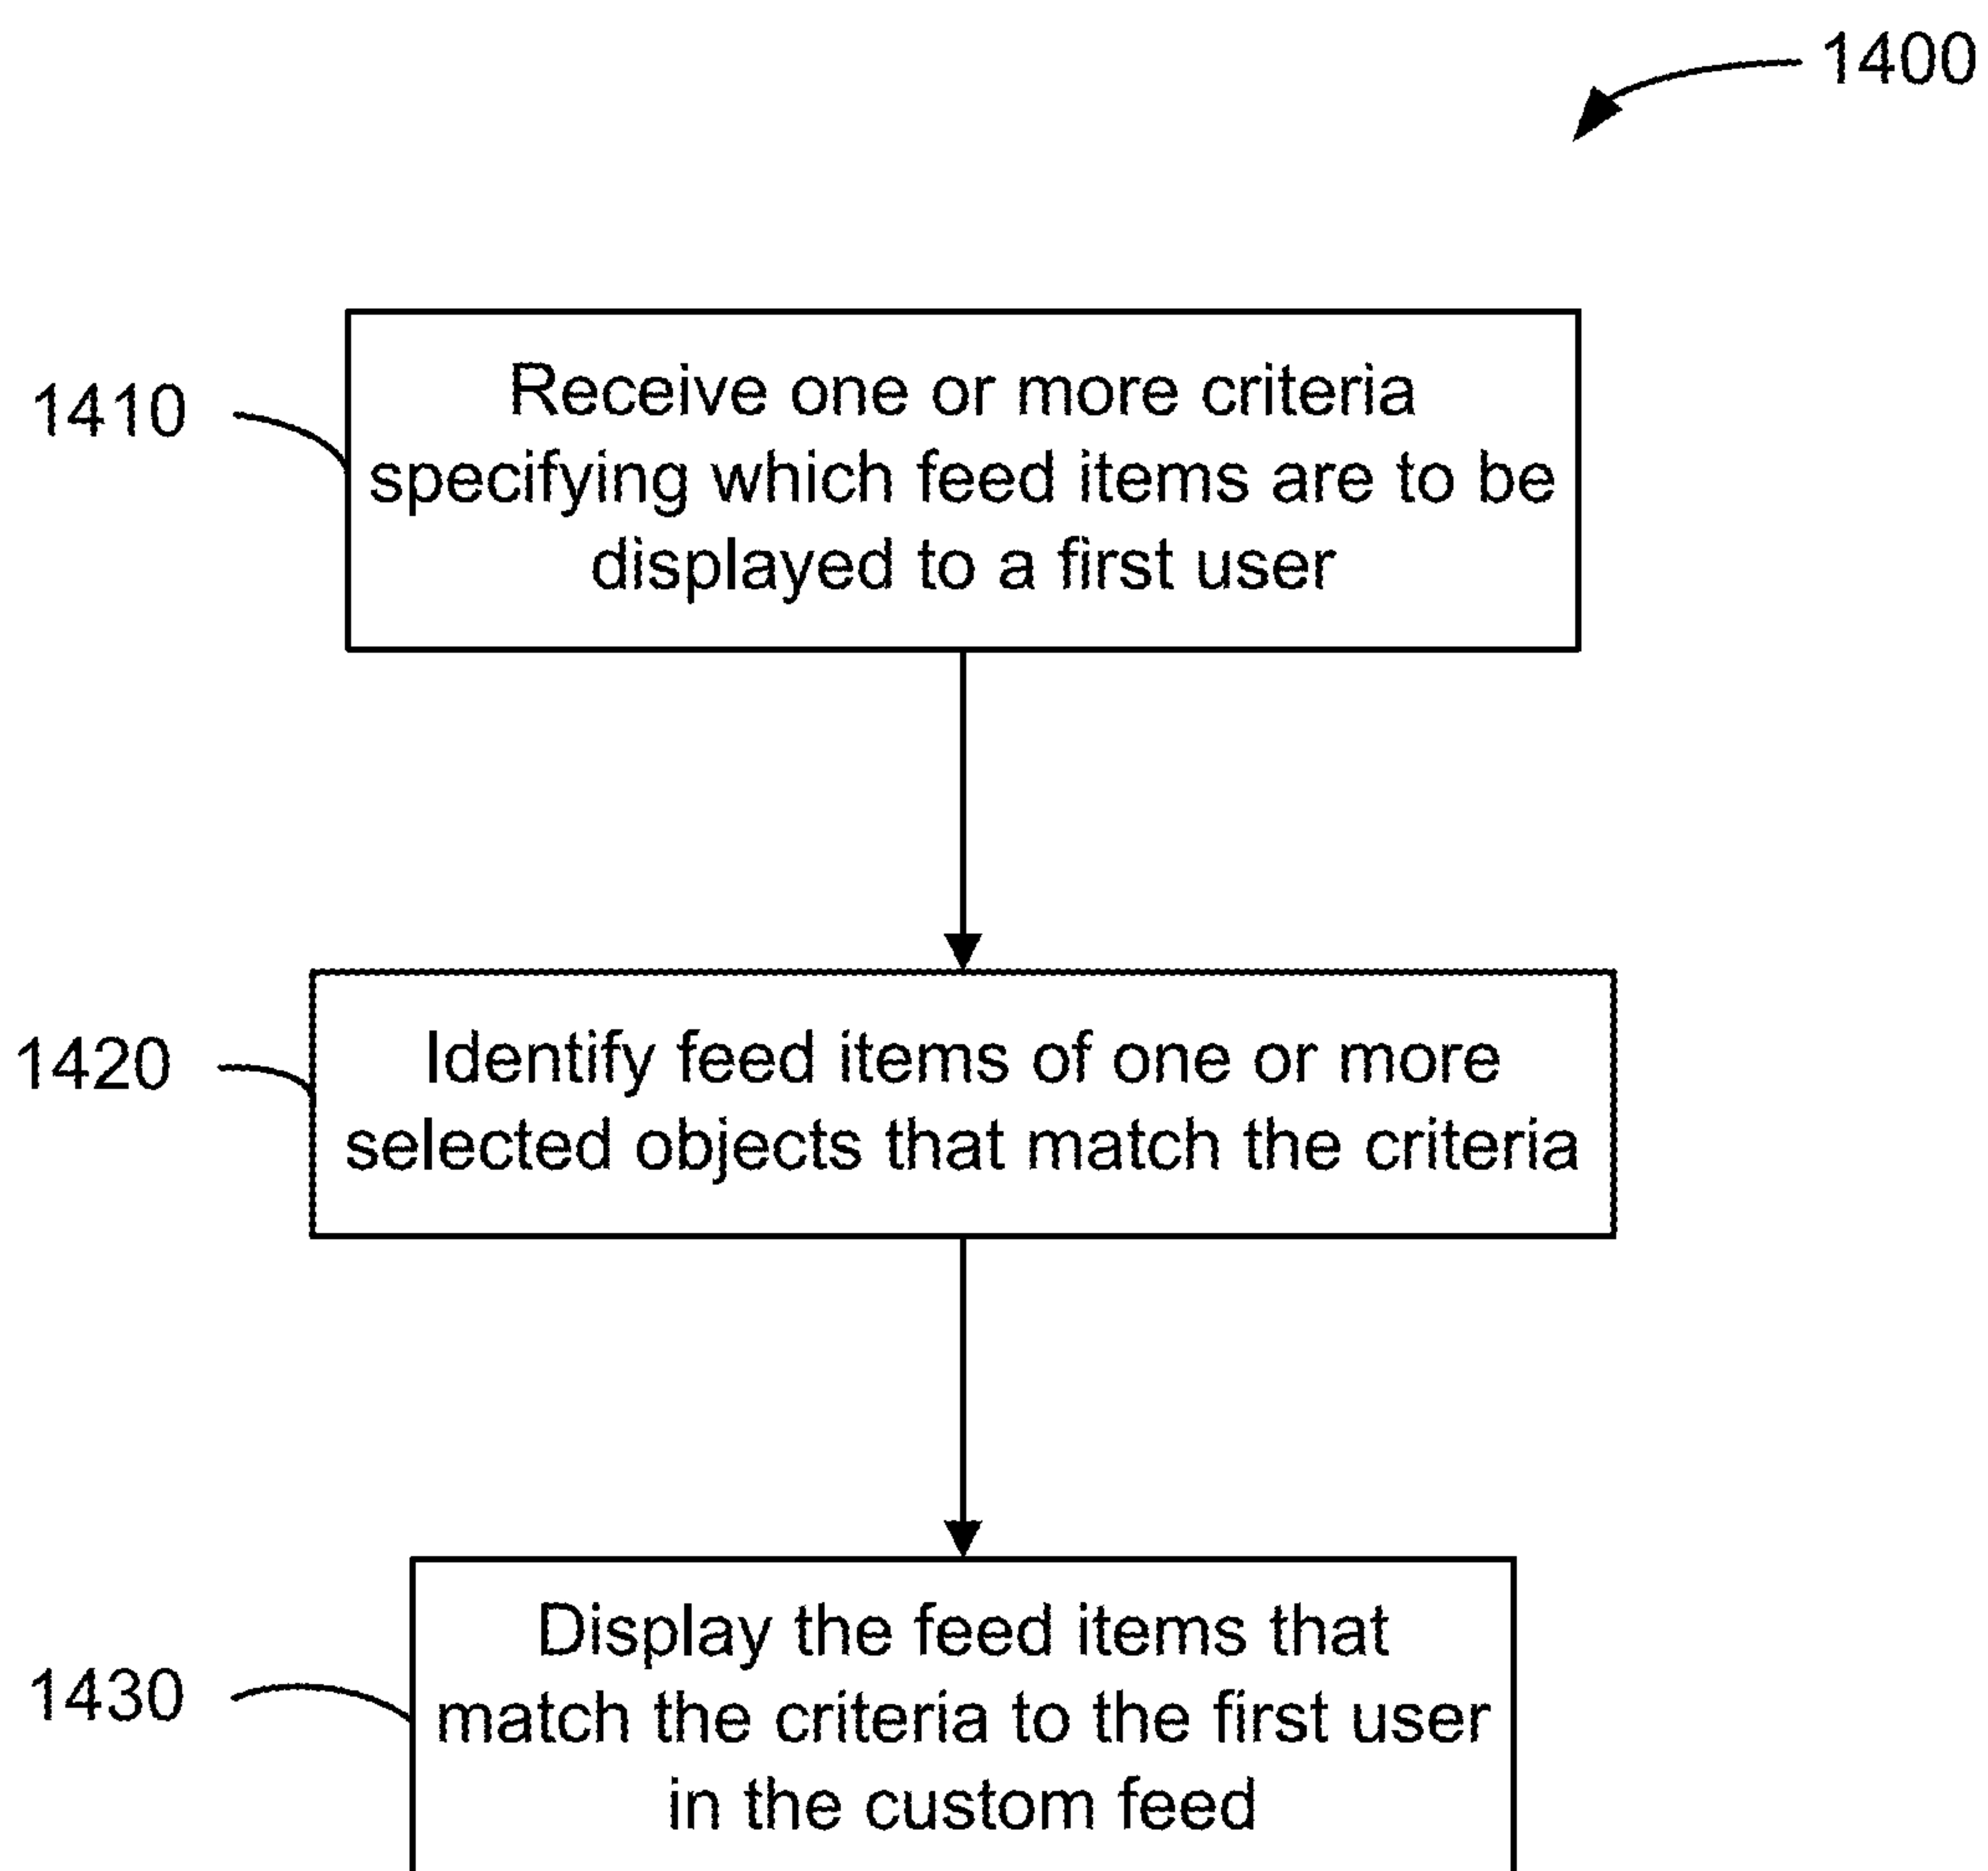 1400
1410
Receive one or more criteria
specifying which feed items are to be
displayed to a first user
1420
Identify feed items of one or more
selected objects that match the criteria
1430
Display the feed items that
match the criteria to the first user
in the custom feed